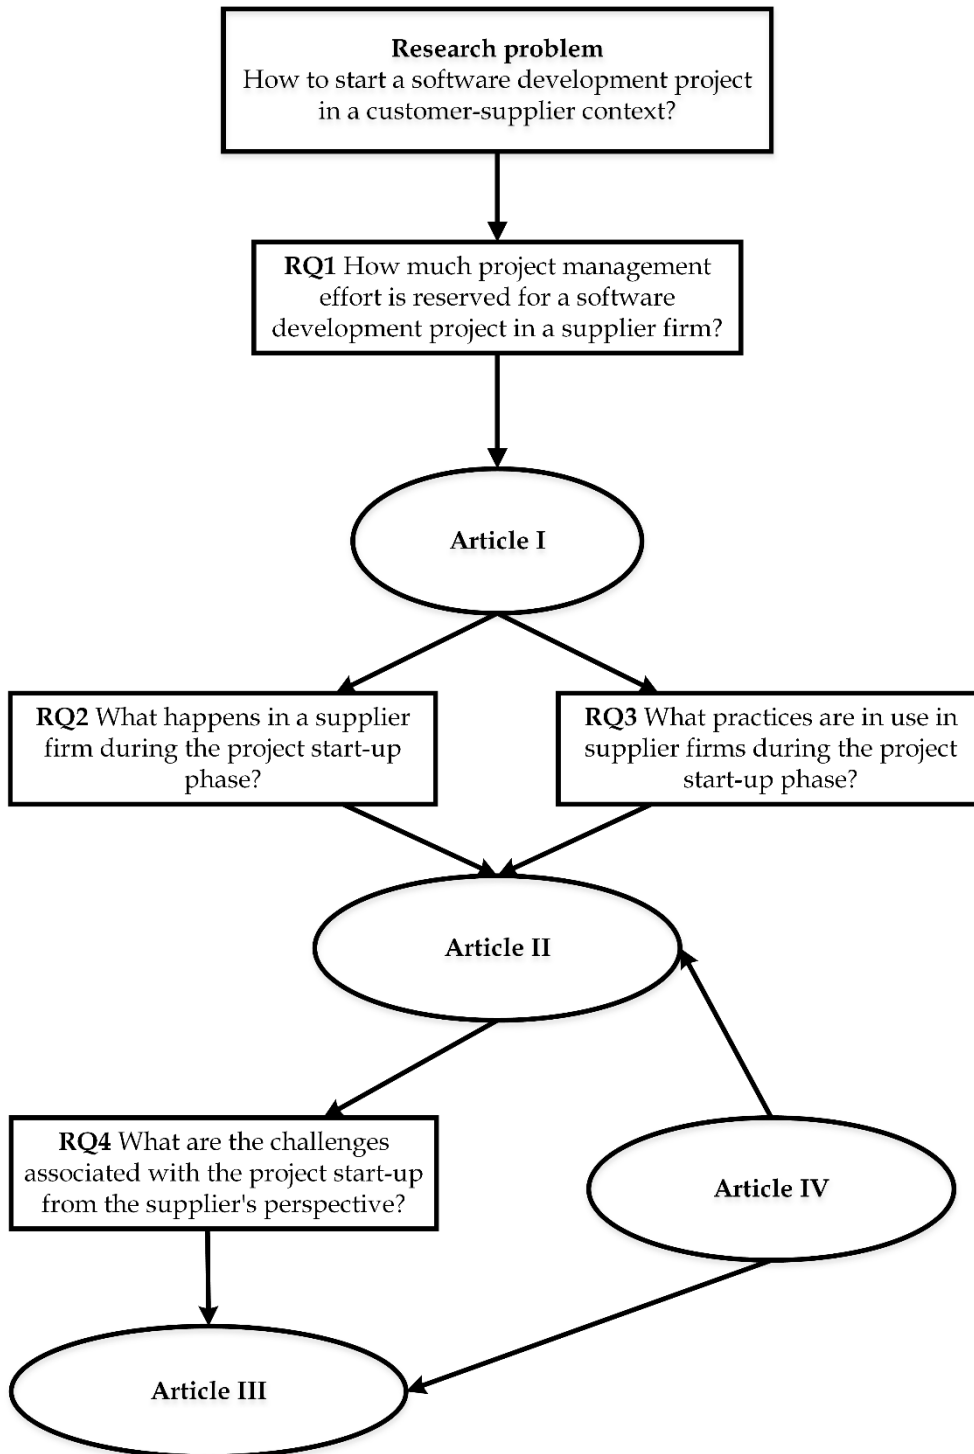 Research problem
How to start a software development project
in a customer-supplier context?
RQ1 How much project management
effort is reserved for a software
development project in a supplier firm?
Article I
RQ2 What happens in a supplier
firm during the project start-up
phase?
RQ3 What practices are in use in
supplier firms during the project
start-up phase?
Article II
RQ4 What are the challenges
associated with the project start-up
from the supplier's perspective?
Article IV
Article III